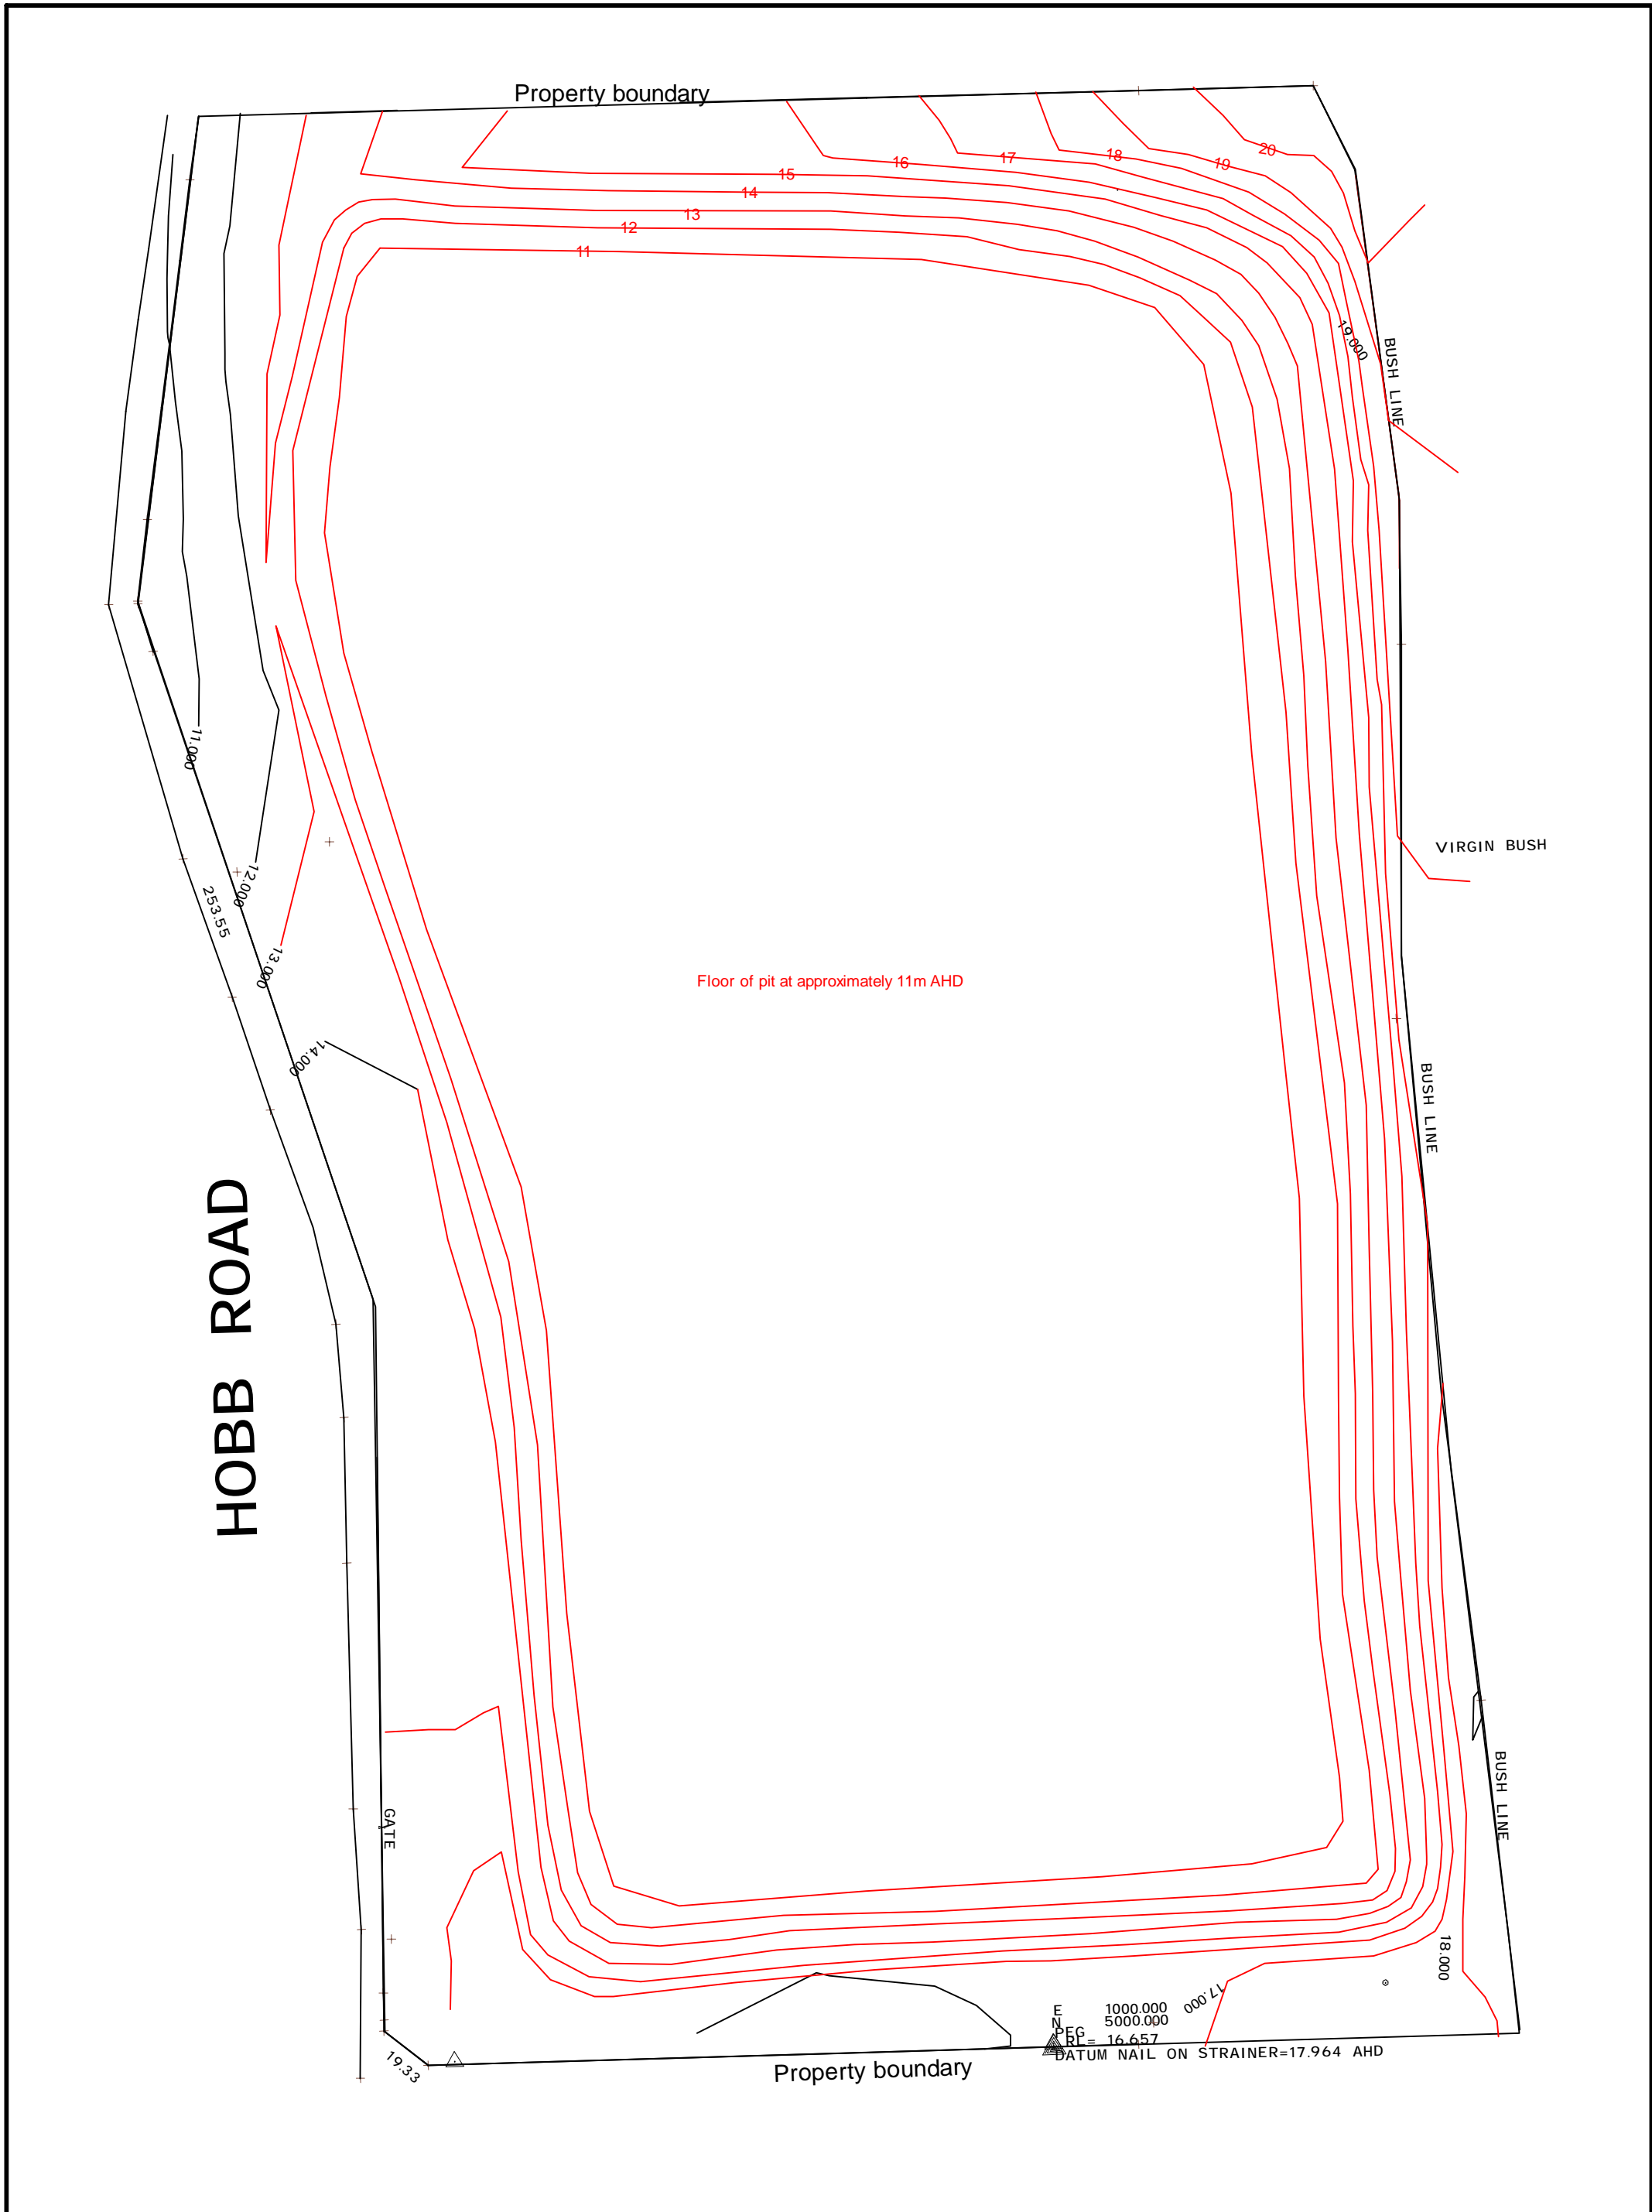 Property boundary
20
19
18
17
16
15
14
13
12
11
19.000
BUSH LINE
11.000
VIRGIN BUSH
12.000
253.55
13.000
Floor of pit at approximately 11m AHD
14.000
BUSH LINE
HOBB ROAD
BUSH LINE
GATE
18.000
17.000
E 1000.000
N 5000.000
PEG
RL= 16.657
DATUM NAIL ON STRAINER=17.964 AHD
19.33
Property boundary